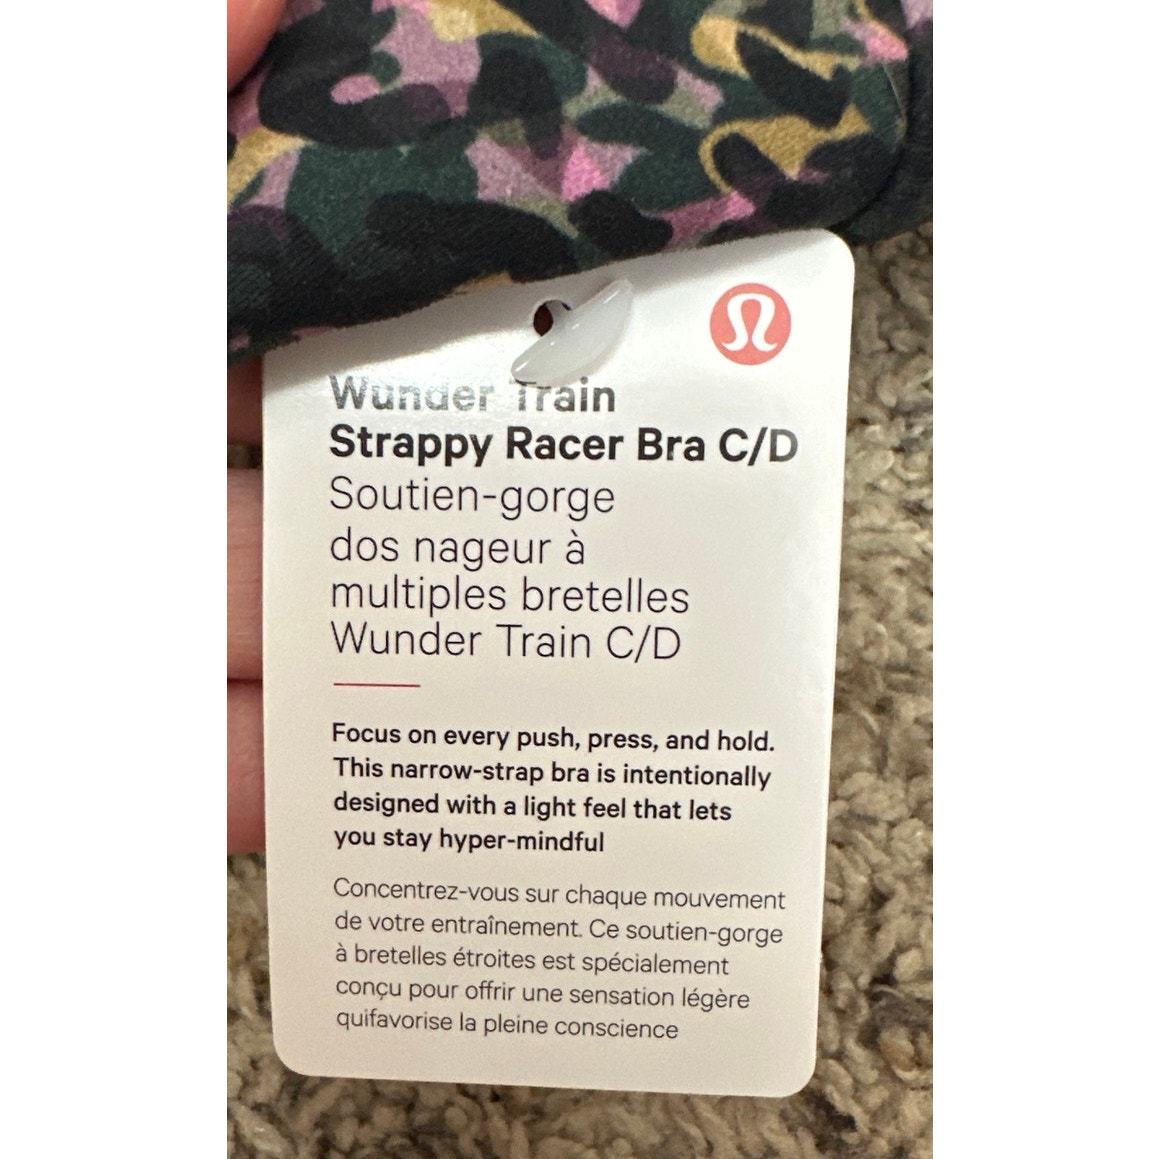 Wunder Train
Strappy Racer Bra C/D
Soutien-gorge
dos nageur à
multiples bretelles
Wunder Train C/D
Focus on every push, press, and hold.
This narrow-strap bra is intentionally
designed with a light feel that lets
you stay hyper-mindful
Concentrez-vous sur chaque mouvement
de votre entraînement. Ce soutien-gorge
à bretelles étroites est spécialement
conçu pour offrir une sensation légère
quifavorise la pleine conscience